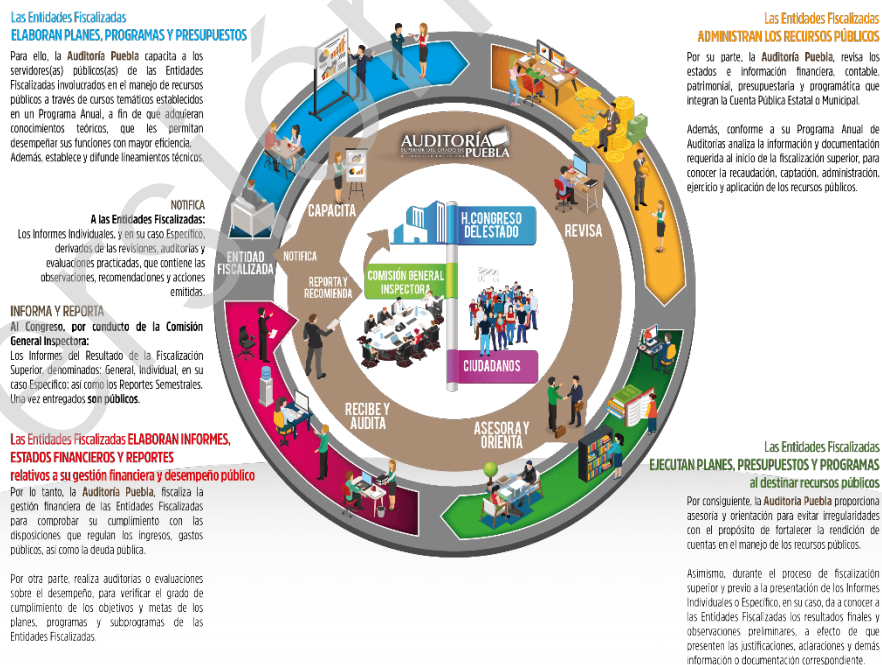 Las Entidades Fiscalizadas
ELABORAN PLANES, PROGRAMAS Y PRESUPUESTOS
Para ello, la Auditoría Puebla capacita a los
servidores(as) públicos(as) de las Entidades
Fiscalizadas involucrados en el manejo de recursos
públicos a través de cursos temáticos establecidos
en un Programa Anual, a fin de que adquieran
conocimientos teóricos, que les permitan
desempeñar sus funciones con mayor eficiencia.
Además, establece y difunde lineamientos técnicos.
NOTIFICA
A las Entidades Fiscalizadas:
Los Informes Individuales, y en su caso Específico,
derivados de las revisiones, auditorías y
evaluaciones practicadas, que contiene las
observaciones, recomendaciones y acciones
emitidas.
INFORMA Y REPORTA
Al Congreso, por conducto de la Comisión
General Inspectora:
Los Informes del Resultado de la Fiscalización
Superior, denominados: General, Individual, en su
caso Específico; así como los Reportes Semestrales.
Una vez entregados son públicos.
Las Entidades Fiscalizadas ELABORAN INFORMES,
ESTADOS FINANCIEROS Y REPORTES
relativos a su gestión financiera y desempeño público
Por lo tanto, la Auditoría Puebla, fiscaliza la
gestión financiera de las Entidades Fiscalizadas
para comprobar su cumplimiento con las
disposiciones que regulan los ingresos, gastos
públicos, así como la deuda pública.
Por otra parte, realiza auditorías o evaluaciones
sobre el desempeño, para verificar el grado de
cumplimiento de los objetivos y metas de los
planes, programas y subprogramas de las
Entidades Fiscalizadas.
AUDITORÍA
SUPERIOR DEL ESTADO DE
PUEBLA
CAPACITA
REVISA
H.CONGRESO
DEL ESTADO
ENTIDAD
FISCALIZADA
NOTIFICA
REPORTA Y
RECOMIENDA
COMISIÓN GENERAL
INSPECTORA
CIUDADANOS
RECIBE Y
AUDITA
ASESORA Y
ORIENTA
Las Entidades Fiscalizadas
ADMINISTRAN LOS RECURSOS PÚBLICOS
Por su parte, la Auditoría Puebla, revisa los
estados e información financiera, contable,
patrimonial, presupuestaria y programática que
integran la Cuenta Pública Estatal o Municipal.
Además, conforme a su Programa Anual de
Auditorías analiza la información y documentación
requerida al inicio de la fiscalización superior, para
conocer la recaudación, captación, administración,
ejercicio y aplicación de los recursos públicos.
Las Entidades Fiscalizadas
EJECUTAN PLANES, PRESUPUESTOS Y PROGRAMAS
al destinar recursos públicos
Por consiguiente, la Auditoría Puebla proporciona
asesoría y orientación para evitar irregularidades
con el propósito de fortalecer la rendición de
cuentas en el manejo de los recursos públicos.
Asimismo, durante el proceso de fiscalización
superior y previo a la presentación de los Informes
Individuales o Específico, en su caso, da a conocer a
las Entidades Fiscalizadas los resultados finales y
observaciones preliminares, a efecto de que
presenten las justificaciones, aclaraciones y demás
información o documentación correspondiente.